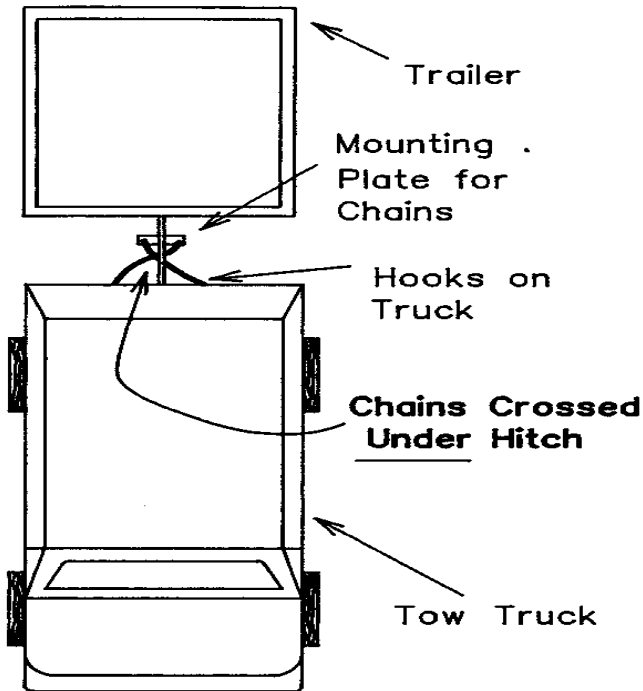 Trailer
Mounting .
Plate for
Chains
Hooks on
Truck
Chains Crossed
Under Hitch
Tow Truck